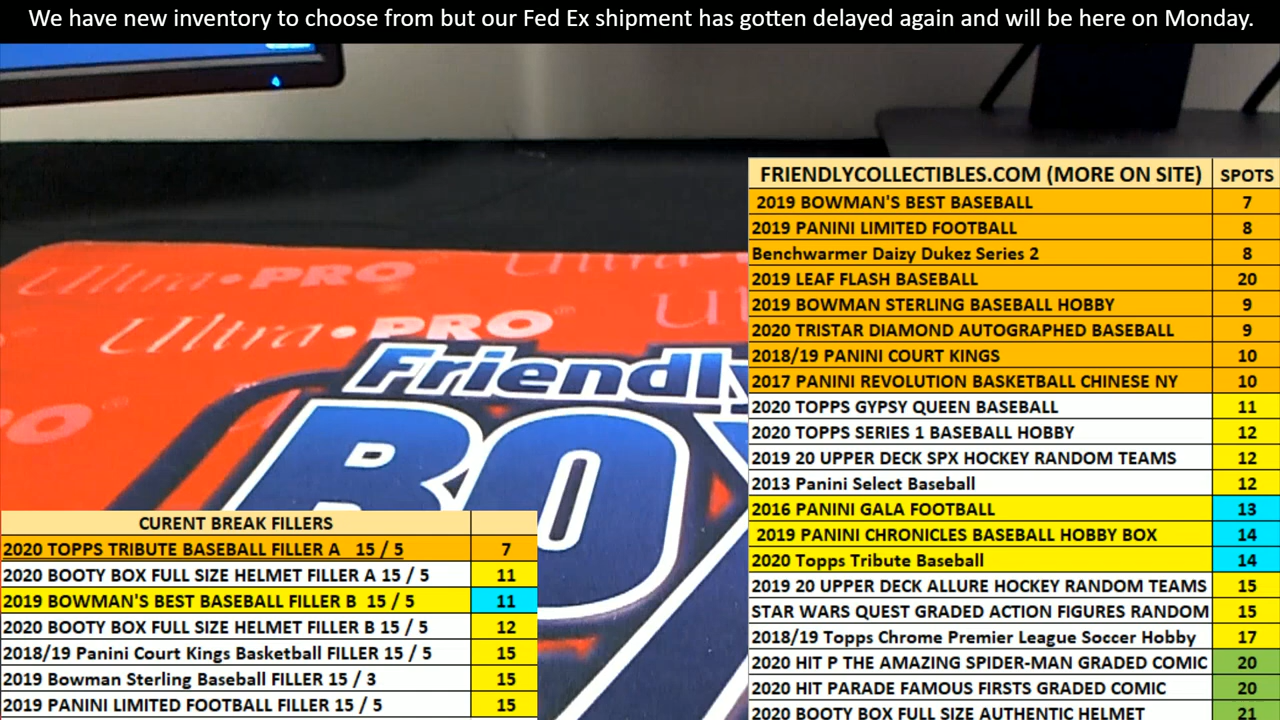 We have new inventory to choose from but our Fed Ex shipment has gotten delayed again and will be here on Monday.
FRIENDLYCOLLECTIBLES.COM (MORE ON SITE) SPOTS
2019 BOWMAN'S BEST BASEBALL 7
2019 PANINI LIMITED FOOTBALL 8
Benchwarmer Daizy Dukez Series 2 8
2019 LEAF FLASH BASEBALL 20
2019 BOWMAN STERLING BASEBALL HOBBY 9
2020 TRISTAR DIAMOND AUTOGRAPHED BASEBALL 9
2018/19 PANINI COURT KINGS 10
2017 PANINI REVOLUTION BASKETBALL CHINESE NY 10
2020 TOPPS GYPSY QUEEN BASEBALL 11
2020 TOPPS SERIES 1 BASEBALL HOBBY 12
2019 20 UPPER DECK SPX HOCKEY RANDOM TEAMS 12
2013 Panini Select Baseball 12
2016 PANINI GALA FOOTBALL 13
2019 PANINI CHRONICLES BASEBALL HOBBY BOX 14
2020 Topps Tribute Baseball 14
2019 20 UPPER DECK ALLURE HOCKEY RANDOM TEAMS 15
STAR WARS QUEST GRADED ACTION FIGURES RANDOM 15
2018/19 Topps Chrome Premier League Soccer Hobby 17
2020 HIT P THE AMAZING SPIDER-MAN GRADED COMIC 20
2020 HIT PARADE FAMOUS FIRSTS GRADED COMIC 20
2020 BOOTY BOX FULL SIZE AUTHENTIC HELMET 21
Ultra•PRO®
Ultra•PRO®
PRO®
Friendly
BO
CURENT BREAK FILLERS
2020 TOPPS TRIBUTE BASEBALL FILLER A 15 / 5 7
2020 BOOTY BOX FULL SIZE HELMET FILLER A 15 / 5 11
2019 BOWMAN'S BEST BASEBALL FILLER B 15 / 5 11
2020 BOOTY BOX FULL SIZE HELMET FILLER B 15 / 5 12
2018/19 Panini Court Kings Basketball FILLER 15 / 5 15
2019 Bowman Sterling Baseball FILLER 15 / 3 15
2019 PANINI LIMITED FOOTBALL FILLER 15 / 5 15